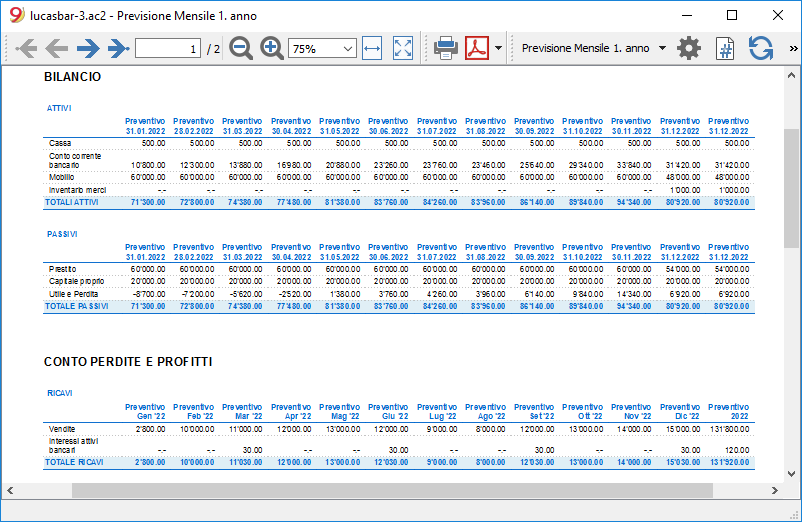 lucasbar-3.ac2 - Previsione Mensile 1. anno
1 / 2 75% Previsione Mensile 1. anno »
BILANCIO
ATTIVI
Preventivo Preventivo Preventivo Preventivo Preventivo Preventivo Preventivo Preventivo Preventivo Preventivo Preventivo Preventivo Preventivo
31.01.2022 28.02.2022 31.03.2022 30.04.2022 31.05.2022 30.06.2022 31.07.2022 31.08.2022 30.09.2022 31.10.2022 30.11.2022 31.12.2022 31.12.2022
Cassa 500.00 500.00 500.00 500.00 500.00 500.00 500.00 500.00 500.00 500.00 500.00 500.00 500.00
Conto corrente
bancario 10'800.00 12'300.00 13'880.00 16'980.00 20'880.00 23'260.00 23'760.00 23'460.00 25'640.00 29'340.00 33'840.00 31'420.00 31'420.00
Mobilio 60'000.00 60'000.00 60'000.00 60'000.00 60'000.00 60'000.00 60'000.00 60'000.00 60'000.00 60'000.00 60'000.00 48'000.00 48'000.00
Inventario merci -.- -.- -.- -.- -.- -.- -.- -.- -.- -.- -.- 1'000.00 1'000.00
TOTALI ATTIVI 71'300.00 72'800.00 74'380.00 77'480.00 81'380.00 83'760.00 84'260.00 83'960.00 86'140.00 89'840.00 94'340.00 80'920.00 80'920.00
PASSIVI
Preventivo Preventivo Preventivo Preventivo Preventivo Preventivo Preventivo Preventivo Preventivo Preventivo Preventivo Preventivo Preventivo
31.01.2022 28.02.2022 31.03.2022 30.04.2022 31.05.2022 30.06.2022 31.07.2022 31.08.2022 30.09.2022 31.10.2022 30.11.2022 31.12.2022 31.12.2022
Prestito 60'000.00 60'000.00 60'000.00 60'000.00 60'000.00 60'000.00 60'000.00 60'000.00 60'000.00 60'000.00 60'000.00 54'000.00 54'000.00
Capitale proprio 20'000.00 20'000.00 20'000.00 20'000.00 20'000.00 20'000.00 20'000.00 20'000.00 20'000.00 20'000.00 20'000.00 20'000.00 20'000.00
Utile e Perdita -8'700.00 -7'200.00 -5'620.00 -2'520.00 1'380.00 3'760.00 4'260.00 3'960.00 6'140.00 9'840.00 14'340.00 6'920.00 6'920.00
TOTALE PASSIVI 71'300.00 72'800.00 74'380.00 77'480.00 81'380.00 83'760.00 84'260.00 83'960.00 86'140.00 89'840.00 94'340.00 80'920.00 80'920.00
CONTO PERDITE E PROFITTI
RICAVI
Preventivo Preventivo Preventivo Preventivo Preventivo Preventivo Preventivo Preventivo Preventivo Preventivo Preventivo Preventivo Preventivo
Gen '22 Feb '22 Mar '22 Apr '22 Mag '22 Giu '22 Lug '22 Ago '22 Set '22 Ott '22 Nov '22 Dic '22 2022
Vendite 2'800.00 10'000.00 11'000.00 12'000.00 13'000.00 12'000.00 9'000.00 8'000.00 12'000.00 13'000.00 14'000.00 15'000.00 131'800.00
Interessi attivi
bancari -.- -.- 30.00 -.- -.- 30.00 -.- -.- 30.00 -.- -.- 30.00 120.00
TOTALE RICAVI 2'800.00 10'000.00 11'030.00 12'000.00 13'000.00 12'030.00 9'000.00 8'000.00 12'030.00 13'000.00 14'000.00 15'030.00 131'920.00